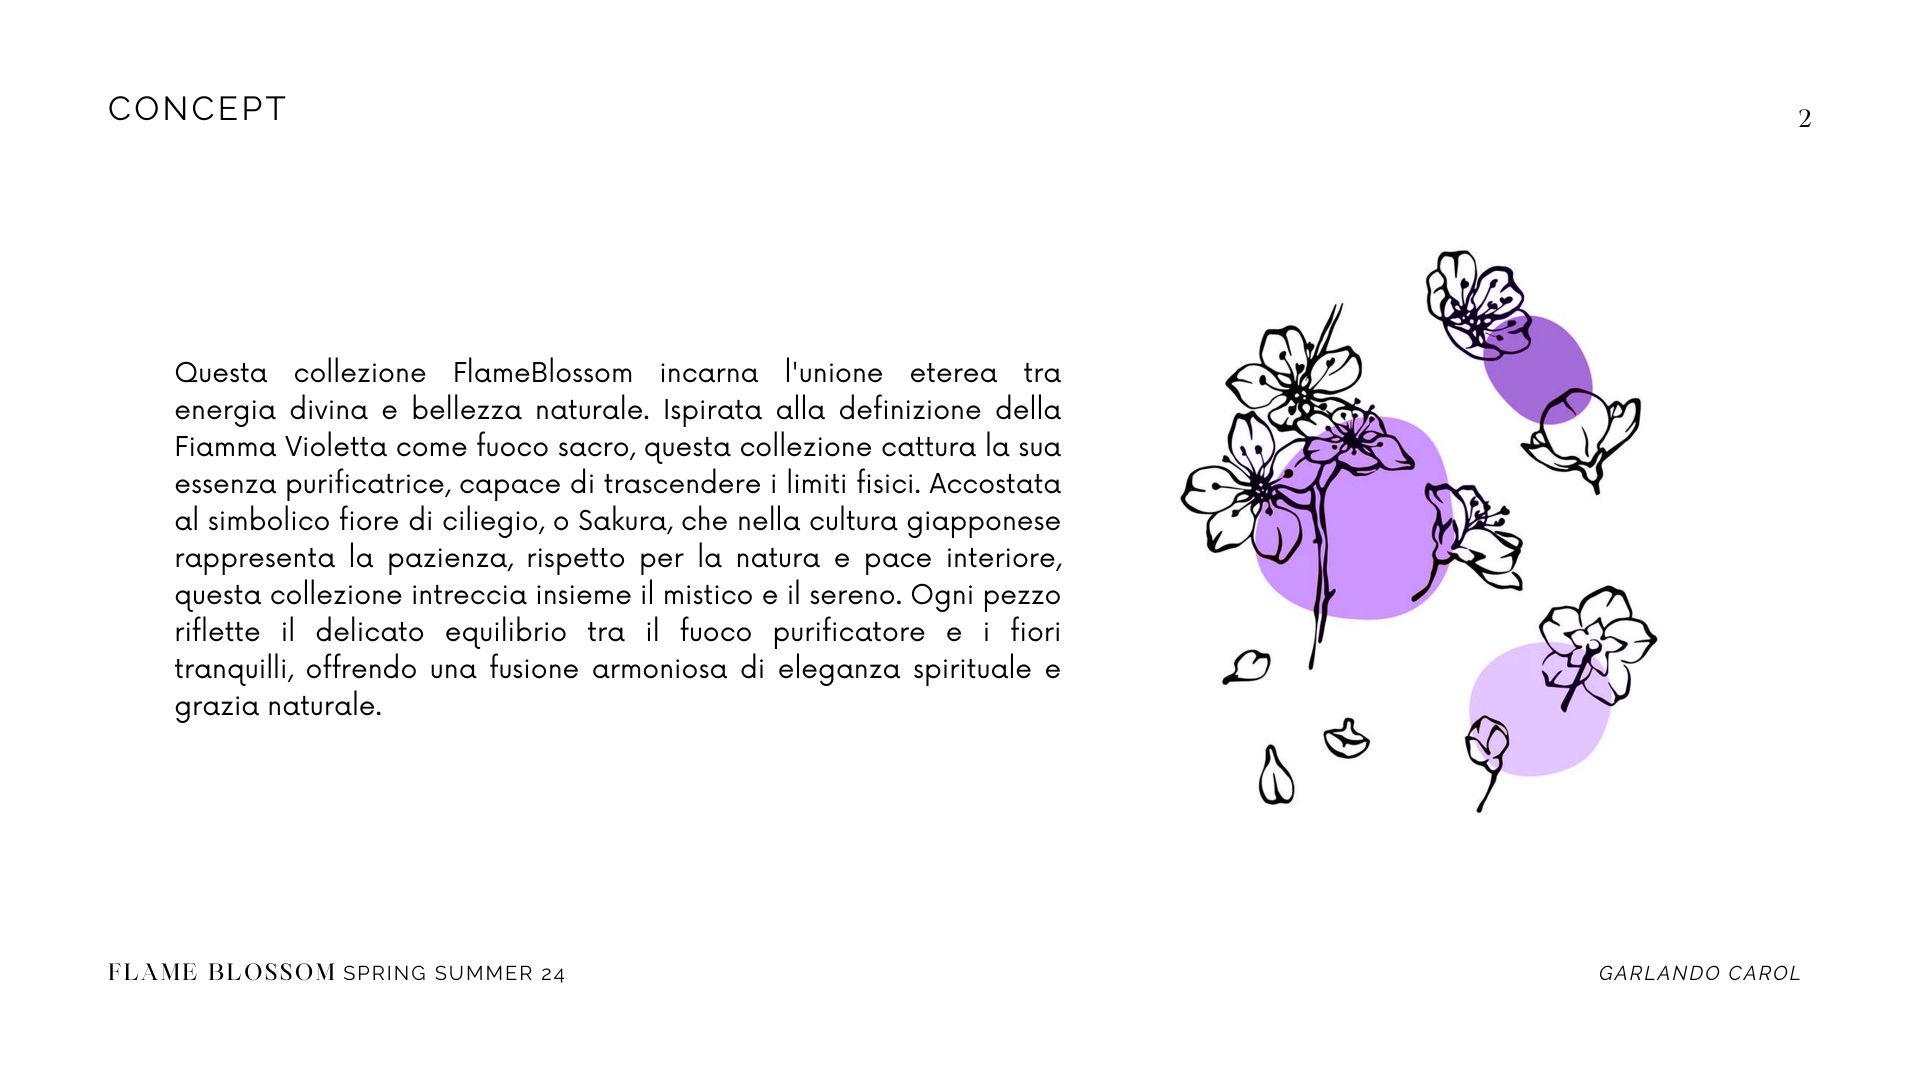 CONCEPT
2
Questa collezione FlameBlossom incarna l'unione eterea tra
energia divina e bellezza naturale. Ispirata alla definizione della
Fiamma Violetta come fuoco sacro, questa collezione cattura la sua
essenza purificatrice, capace di trascendere i limiti fisici. Accostata
al simbolico fiore di ciliegio, o Sakura, che nella cultura giapponese
rappresenta la pazienza, rispetto per la natura e pace interiore,
questa collezione intreccia insieme il mistico e il sereno. Ogni pezzo
riflette il delicato equilibrio tra il fuoco purificatore e i fiori
tranquilli, offrendo una fusione armoniosa di eleganza spirituale e
grazia naturale.
FLAME BLOSSOM SPRING SUMMER 24
GARLANDO CAROL